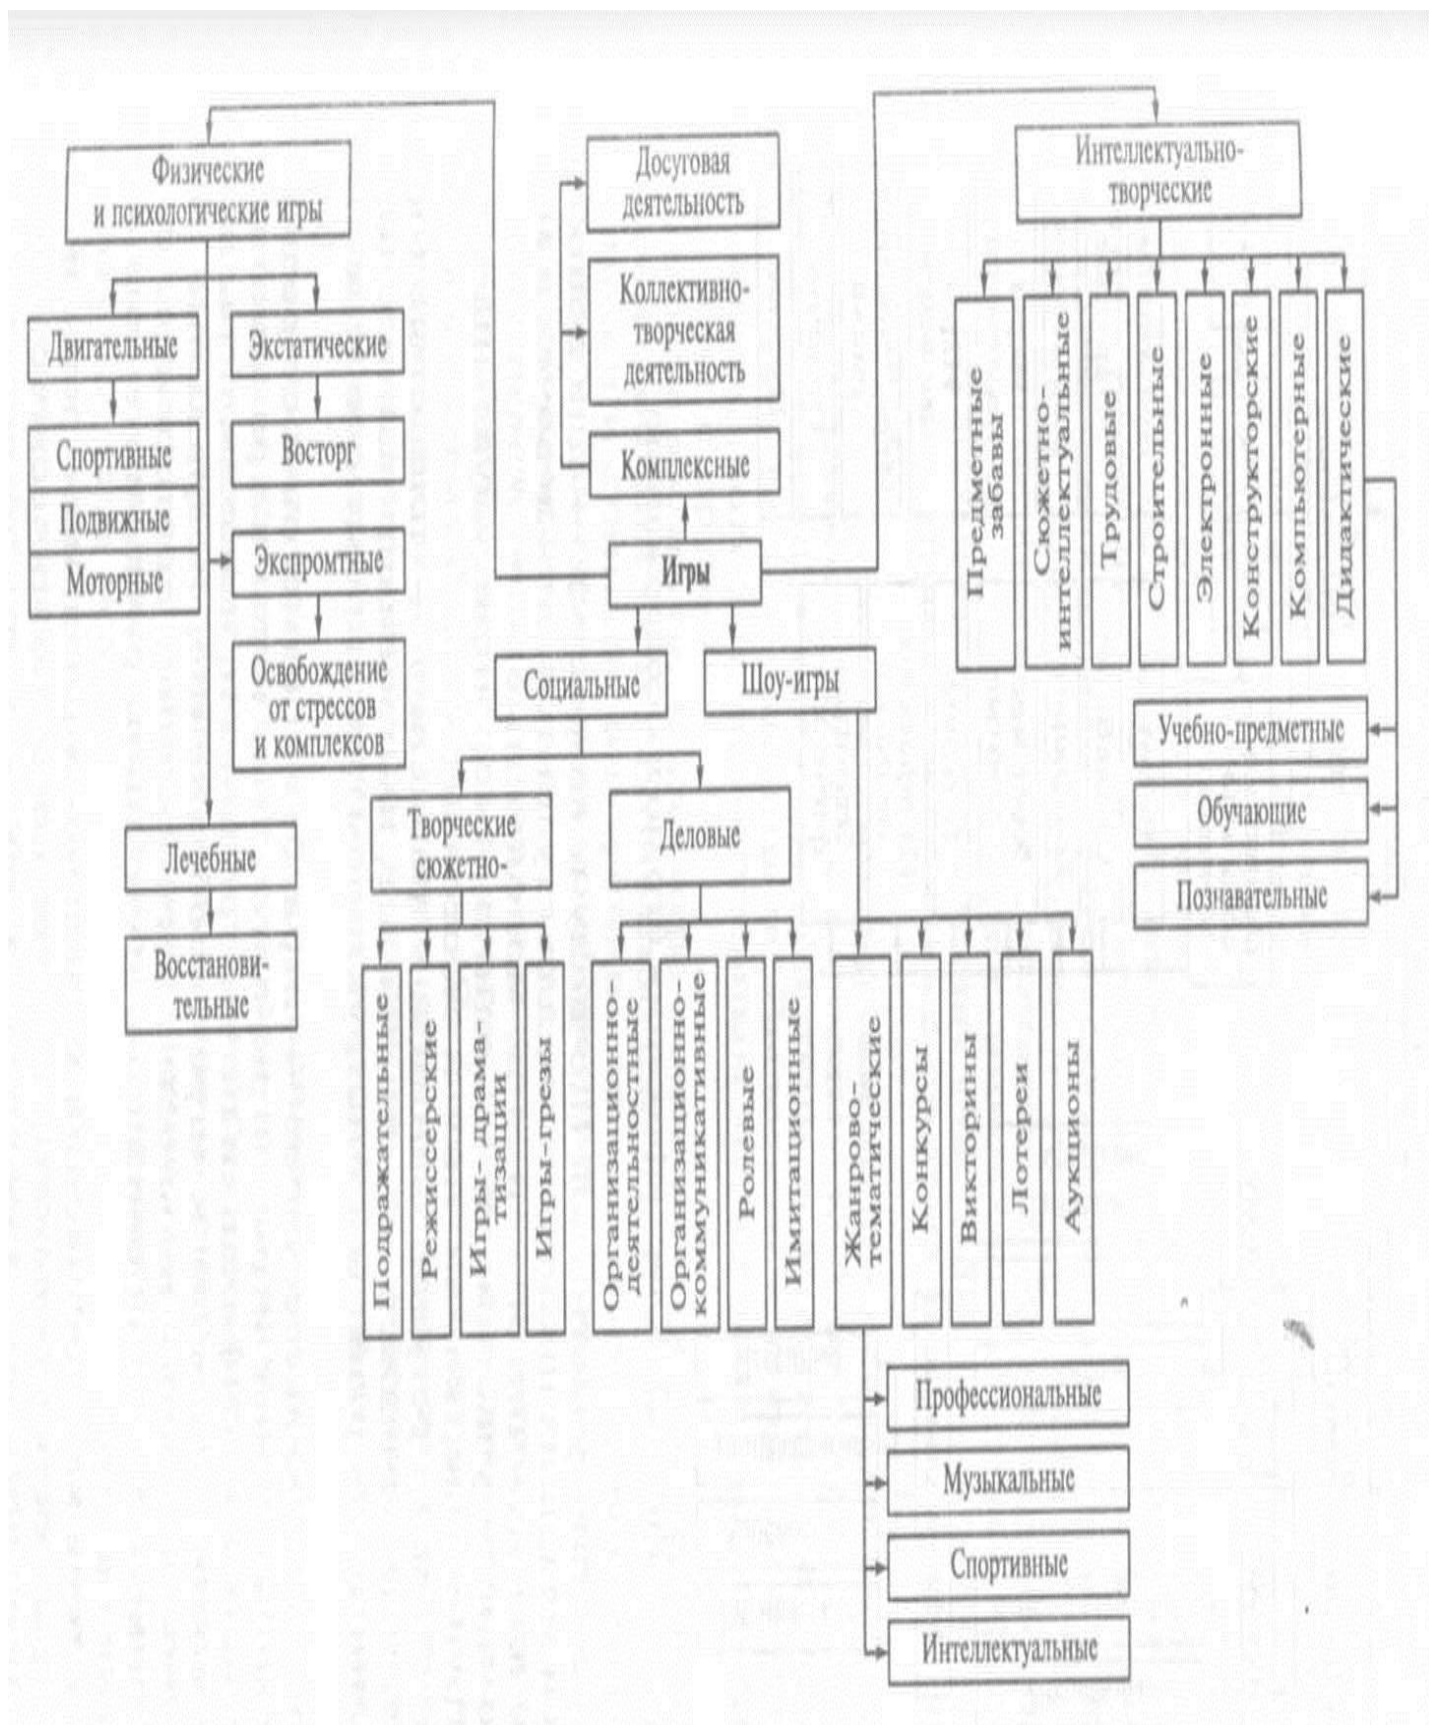 Физические
и психологические игры
Двигательные
Спортивные
Подвижные
Моторные
Экстатические
Восторг
Экспромтные
Освобождение
от стрессов
и комплексов
Лечебные
Восстанови-
тельные
Досуговая
деятельность
Коллективно-
творческая
деятельность
Комплексные
Игры
Социальные
Шоу-игры
Творческие
сюжетно-
Деловые
Подражательные
Режиссерские
Игры- драма-
тизации
Игры-грезы
Организационно-
деятельностные
Организационно-
коммуникативные
Ролевые
Имитационные
Жанрово-
тематические
Конкурсы
Викторины
Лотереи
Аукционы
Профессиональные
Музыкальные
Спортивные
Интеллектуальные
Интеллектуально-
творческие
Предметные
забавы
Сюжетно-
интеллектуальные
Трудовые
Строительные
Электронные
Конструкторские
Компьютерные
Дидактические
Учебно-предметные
Обучающие
Познавательные